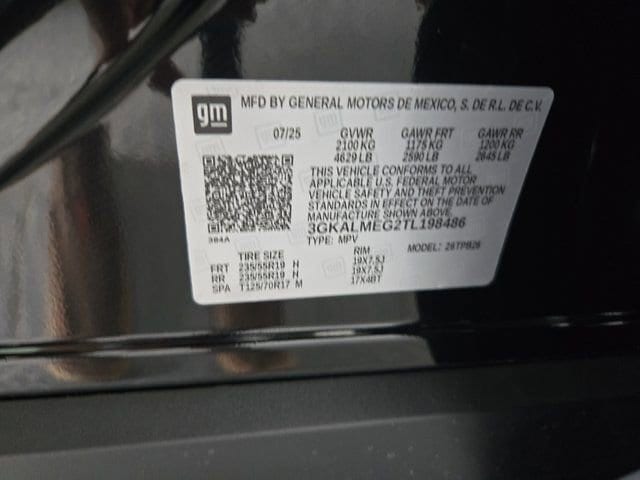 gm
MFD BY GENERAL MOTORS DE MEXICO, S. DE R.L. DE C.V.
07/25 GVWR GAWR FRT GAWR RR
2100 KG 1175 KG 1200 KG
4629 LB 2590 LB 2645 LB
THIS VEHICLE CONFORMS TO ALL
APPLICABLE U.S. FEDERAL MOTOR
VEHICLE SAFETY AND THEFT PREVENTION
STANDARDS IN EFFECT ON THE DATE OF
MANUFACTURE SHOWN ABOVE.
3GKALMEG2TL198486
TYPE: MPV MODEL: 26TPB26
384A
TIRE SIZE RIM
FRT 235/55R19 H 19X7.5J
RR 235/55R19 H 19X7.5J
SPA T125/70R17 M 17X4BT